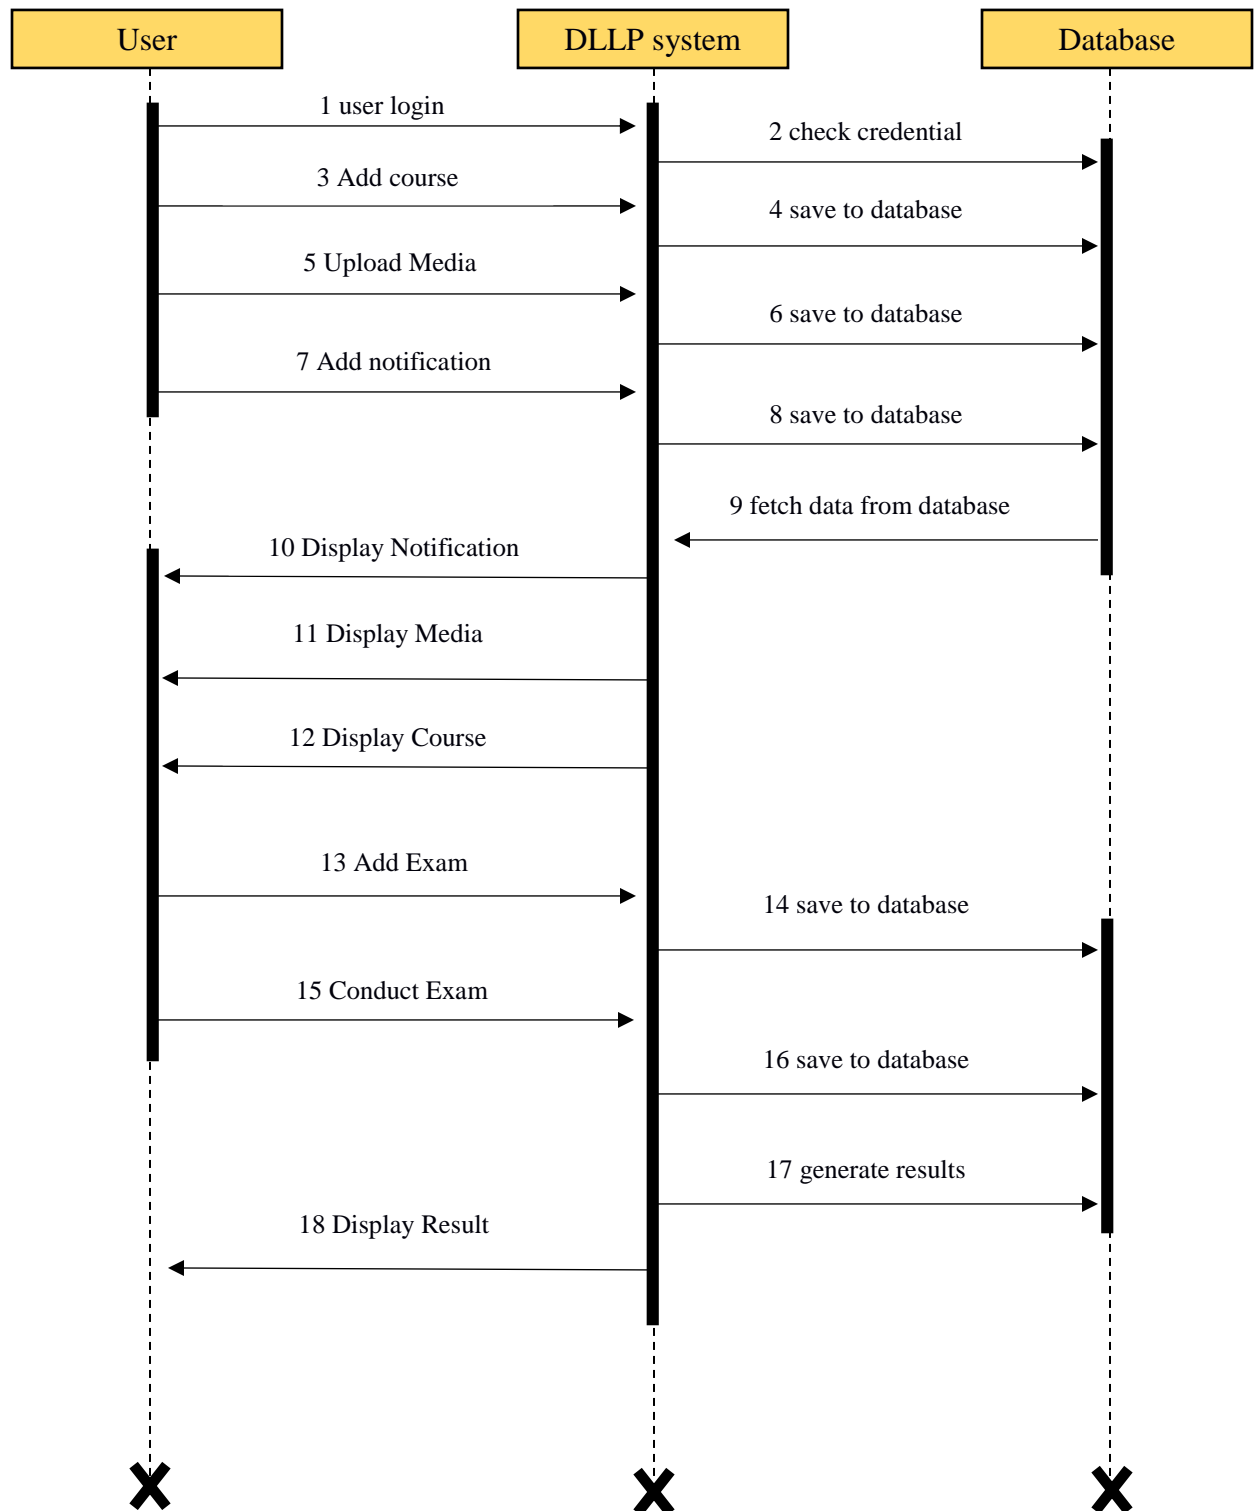 User
DLLP system
Database
1 user login
2 check credential
3 Add course
4 save to database
5 Upload Media
6 save to database
7 Add notification
8 save to database
9 fetch data from database
10 Display Notification
11 Display Media
12 Display Course
13 Add Exam
14 save to database
15 Conduct Exam
16 save to database
17 generate results
18 Display Result